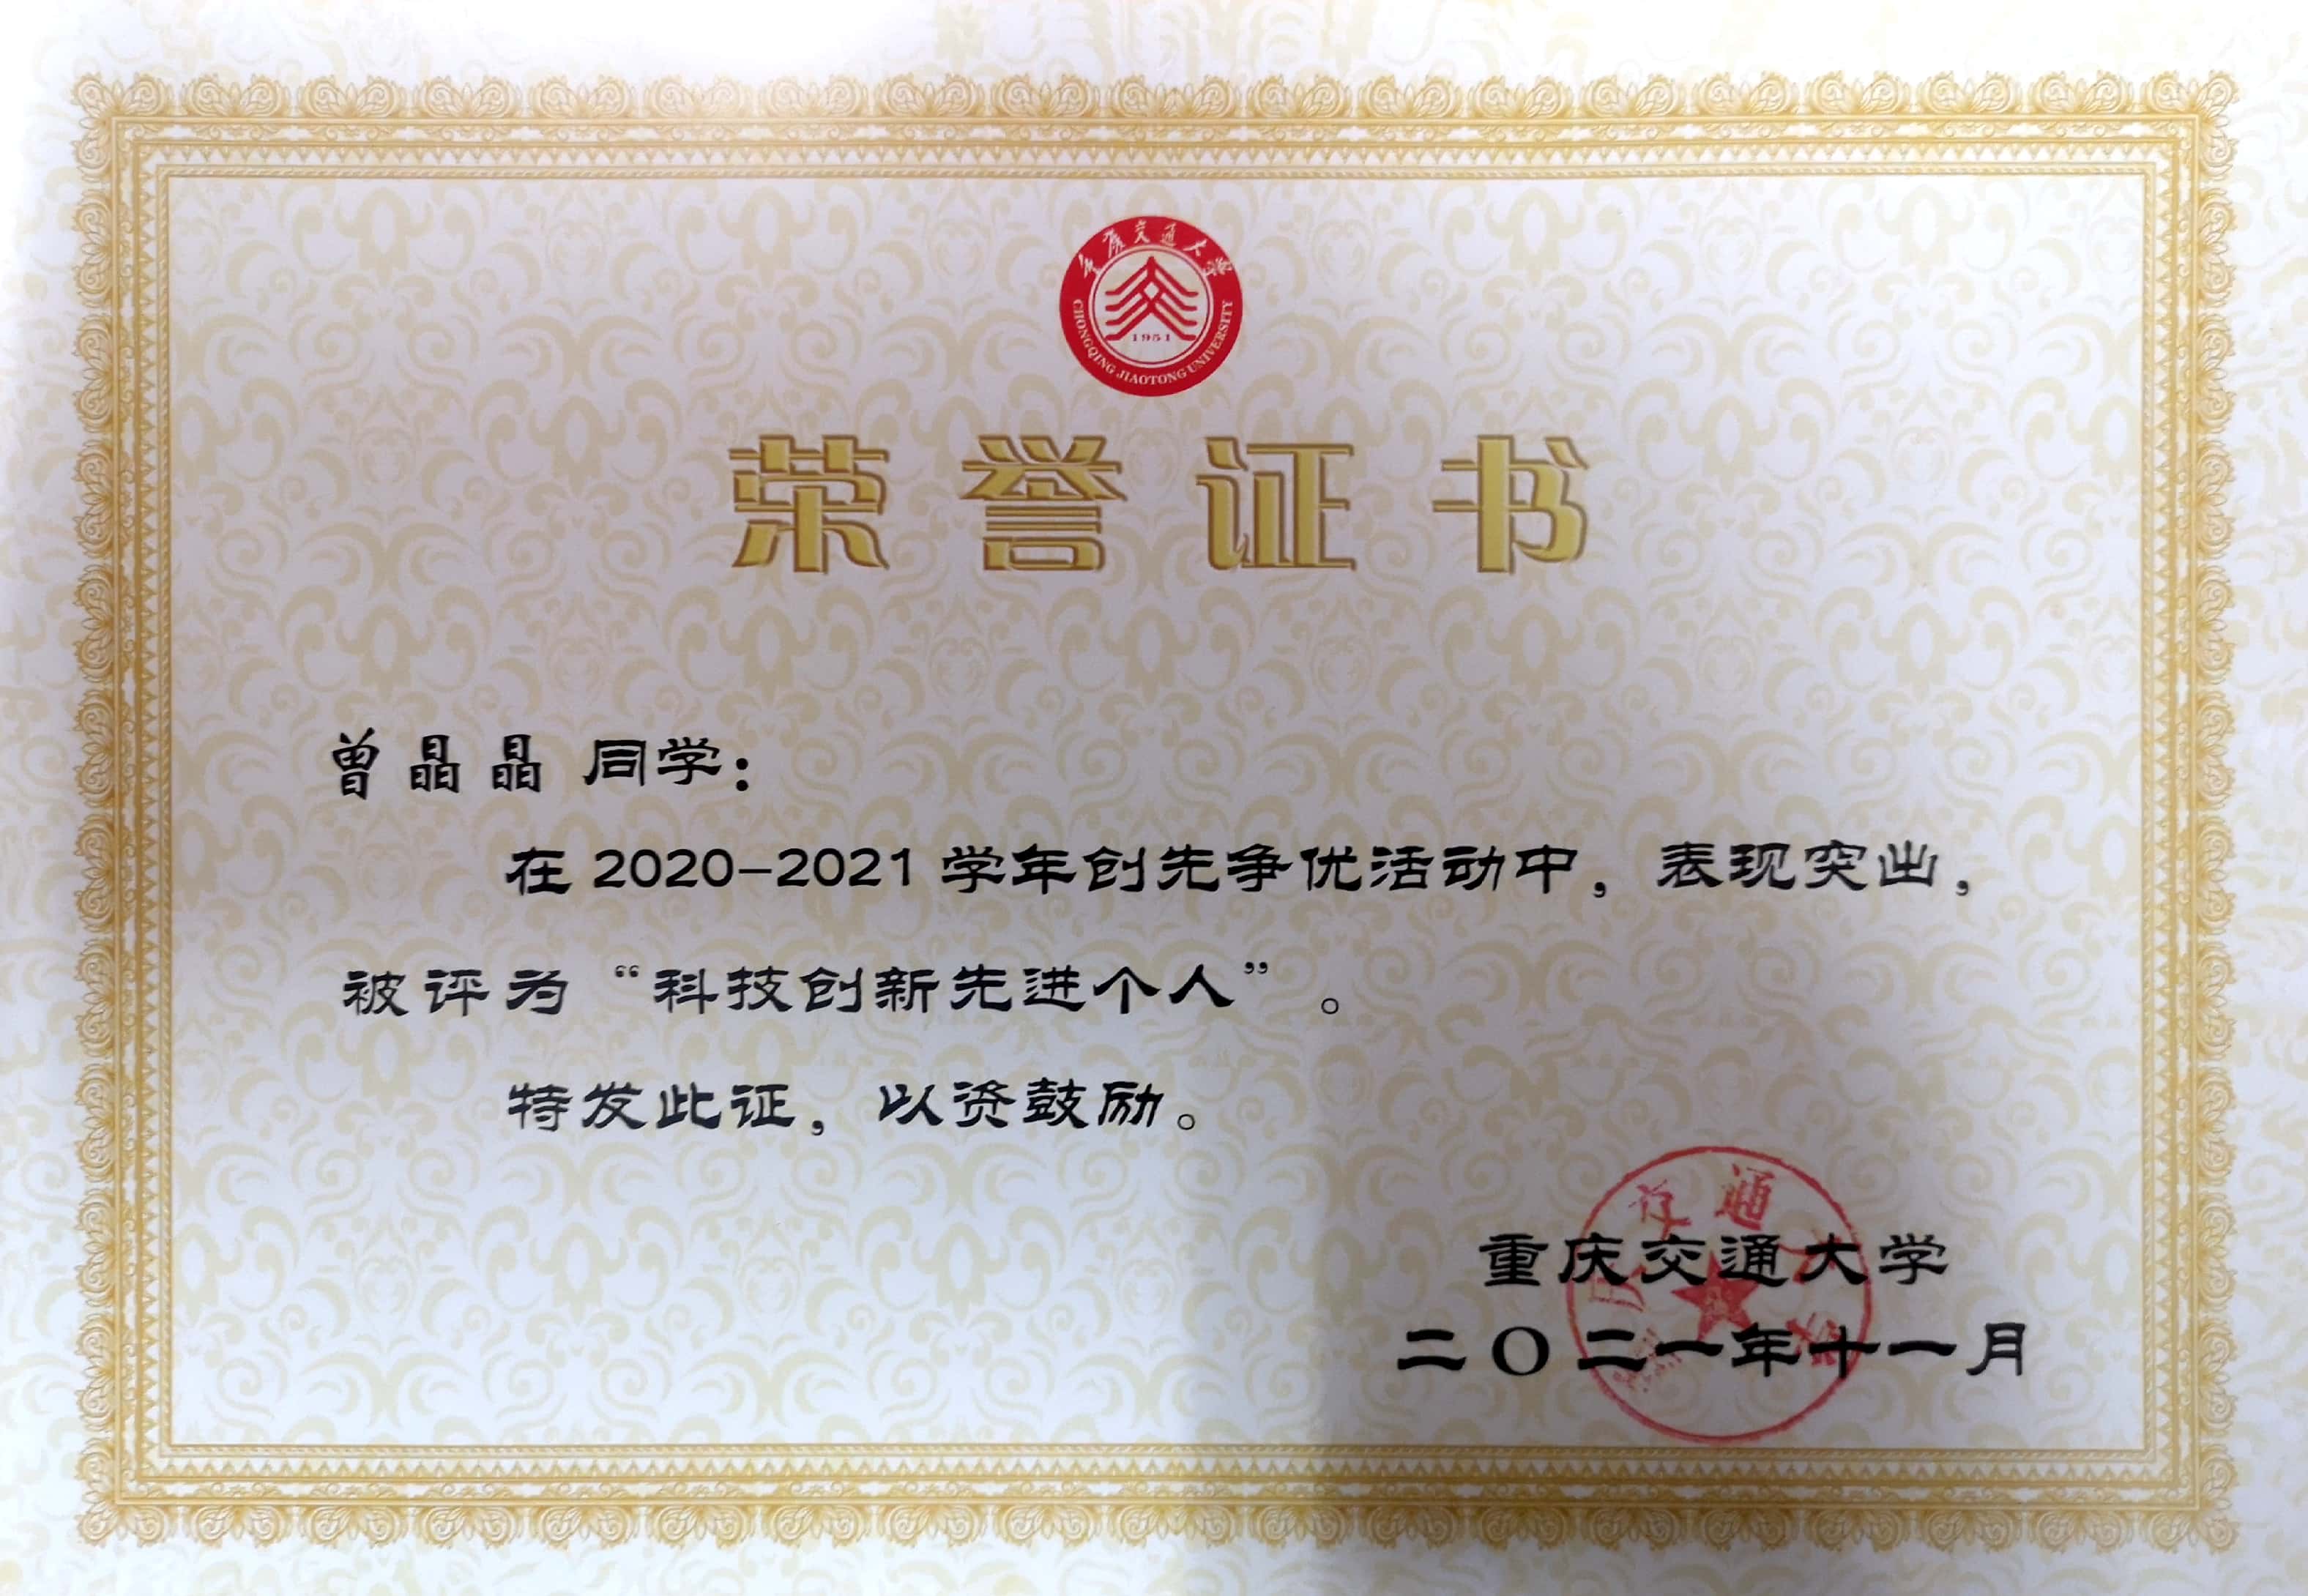 重庆交通大学
1951
CHONGQING JIAOTONG UNIVERSITY
荣誉证书
曾晶晶 同学：
在 2020-2021 学年创先争优活动中，表现突出，
被评为“科技创新先进个人”。
特发此证，以资鼓励。
重庆交通大学
二〇二一年十一月